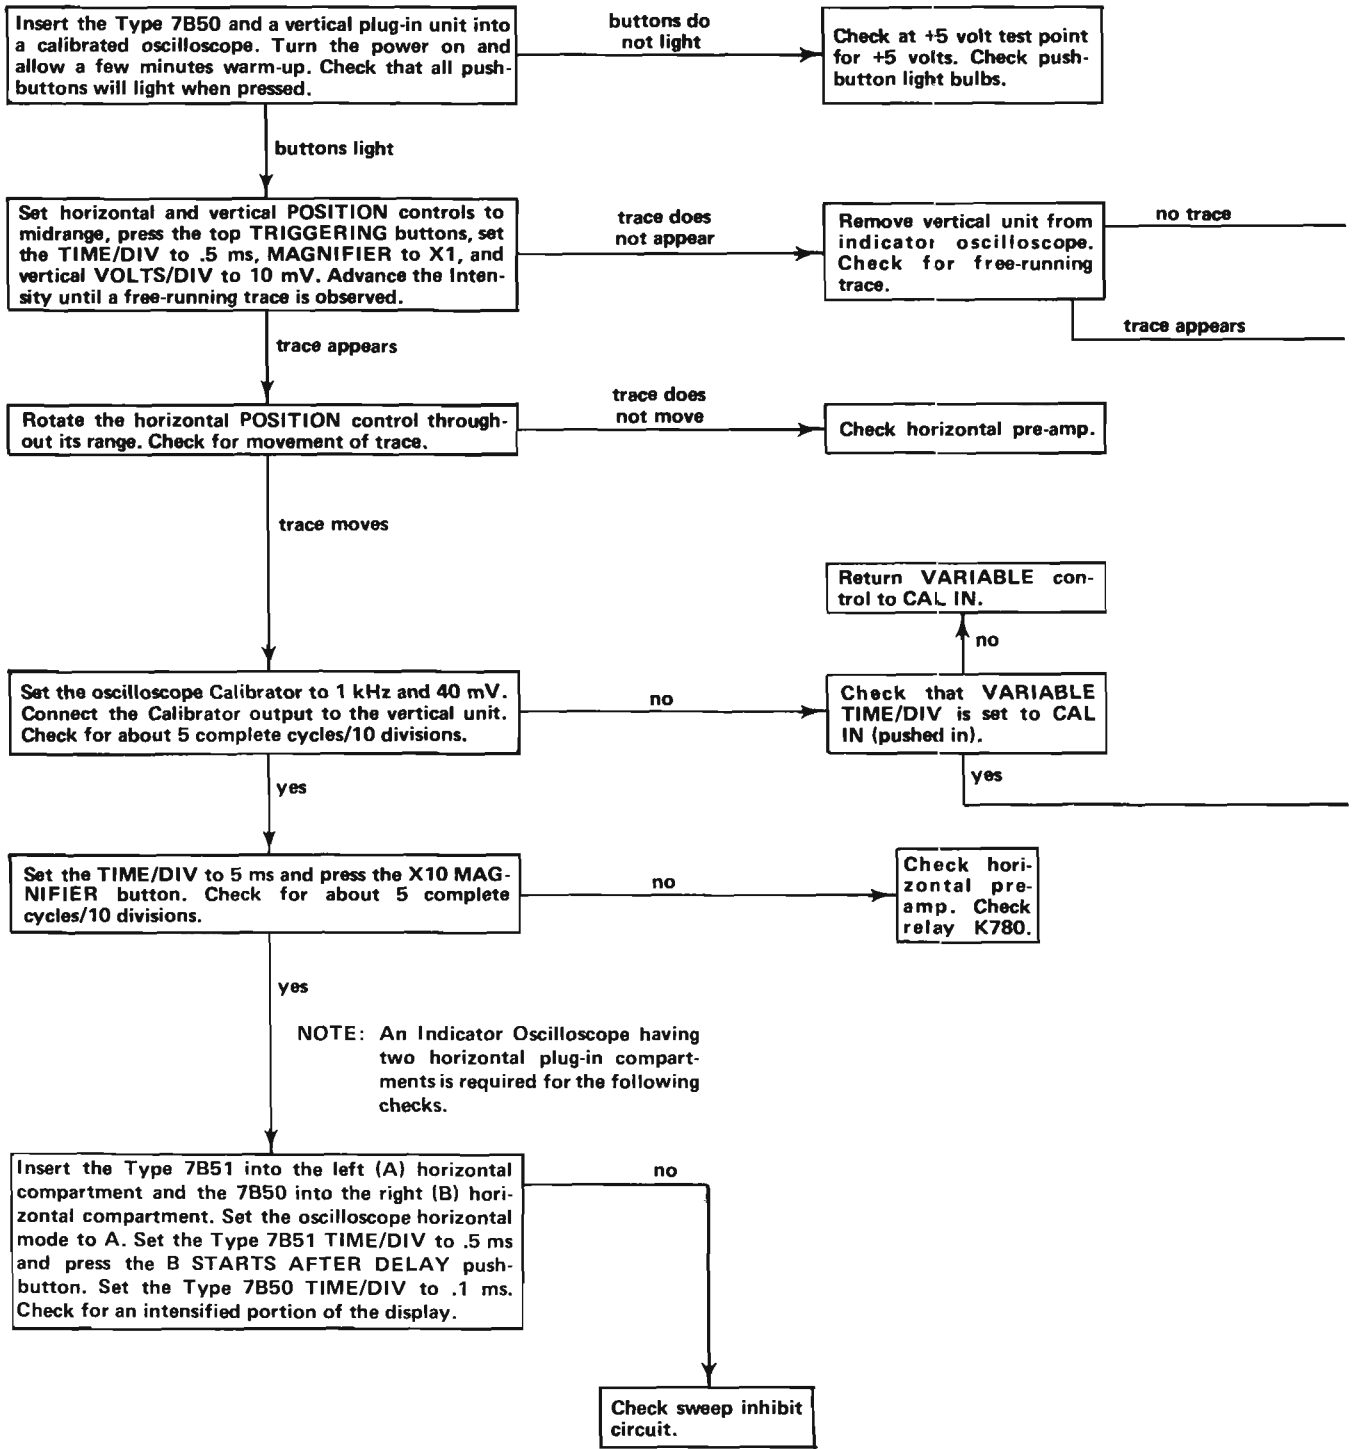 Insert the Type 7B50 and a vertical plug-in unit into
a calibrated oscilloscope. Turn the power on and
allow a few minutes warm-up. Check that all push-
buttons will light when pressed.
buttons do
not light
Check at +5 volt test point
for +5 volts. Check push-
button light bulbs.
buttons light
Set horizontal and vertical POSITION controls to
midrange, press the top TRIGGERING buttons, set
the TIME/DIV to .5 ms, MAGNIFIER to X1, and
vertical VOLTS/DIV to 10 mV. Advance the Inten-
sity until a free-running trace is observed.
trace does
not appear
Remove vertical unit from
indicator oscilloscope.
Check for free-running
trace.
no trace
trace appears
trace appears
Rotate the horizontal POSITION control through-
out its range. Check for movement of trace.
trace does
not move
Check horizontal pre-amp.
trace moves
Return VARIABLE con-
trol to CAL IN.
no
Set the oscilloscope Calibrator to 1 kHz and 40 mV.
Connect the Calibrator output to the vertical unit.
Check for about 5 complete cycles/10 divisions.
no
Check that VARIABLE
TIME/DIV is set to CAL
IN (pushed in).
yes
yes
Set the TIME/DIV to 5 ms and press the X10 MAG-
NIFIER button. Check for about 5 complete
cycles/10 divisions.
no
Check hori-
zontal pre-
amp. Check
relay K780.
yes
NOTE: An Indicator Oscilloscope having
two horizontal plug-in compart-
ments is required for the following
checks.
Insert the Type 7B51 into the left (A) horizontal
compartment and the 7B50 into the right (B) hori-
zontal compartment. Set the oscilloscope horizontal
mode to A. Set the Type 7B51 TIME/DIV to .5 ms
and press the B STARTS AFTER DELAY push-
button. Set the Type 7B50 TIME/DIV to .1 ms.
Check for an intensified portion of the display.
no
Check sweep inhibit
circuit.